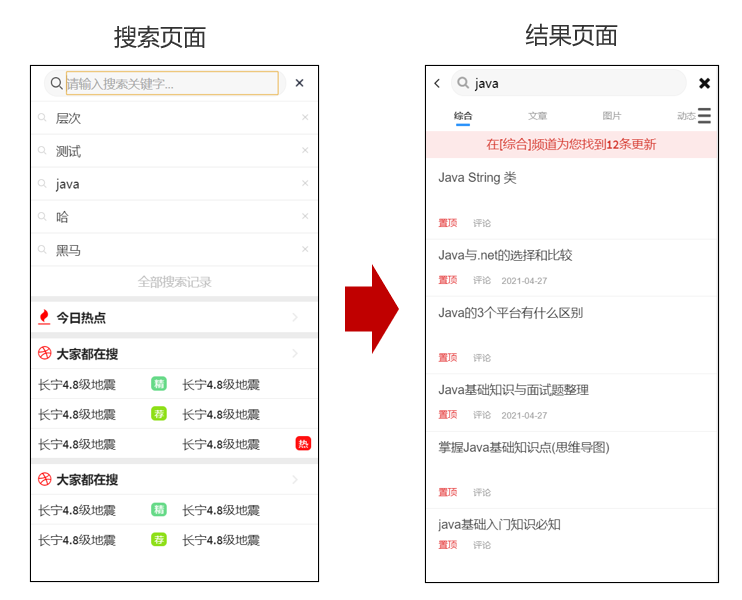 搜索页面
请输入搜索关键字...
层次
测试
java
哈
黑马
全部搜索记录
今日热点
大家都在搜
长宁4.8级地震 精 长宁4.8级地震
长宁4.8级地震 荐 长宁4.8级地震
长宁4.8级地震 长宁4.8级地震 热
大家都在搜
长宁4.8级地震 精 长宁4.8级地震
长宁4.8级地震 荐 长宁4.8级地震
结果页面
java
综合 文章 图片 动态
在[综合]频道为您找到12条更新
Java String 类
置顶 评论
Java与.net的选择和比较
置顶 评论 2021-04-27
Java的3个平台有什么区别
置顶 评论
Java基础知识与面试题整理
置顶 评论 2021-04-27
掌握Java基础知识点(思维导图)
置顶 评论
java基础入门知识必知
置顶 评论